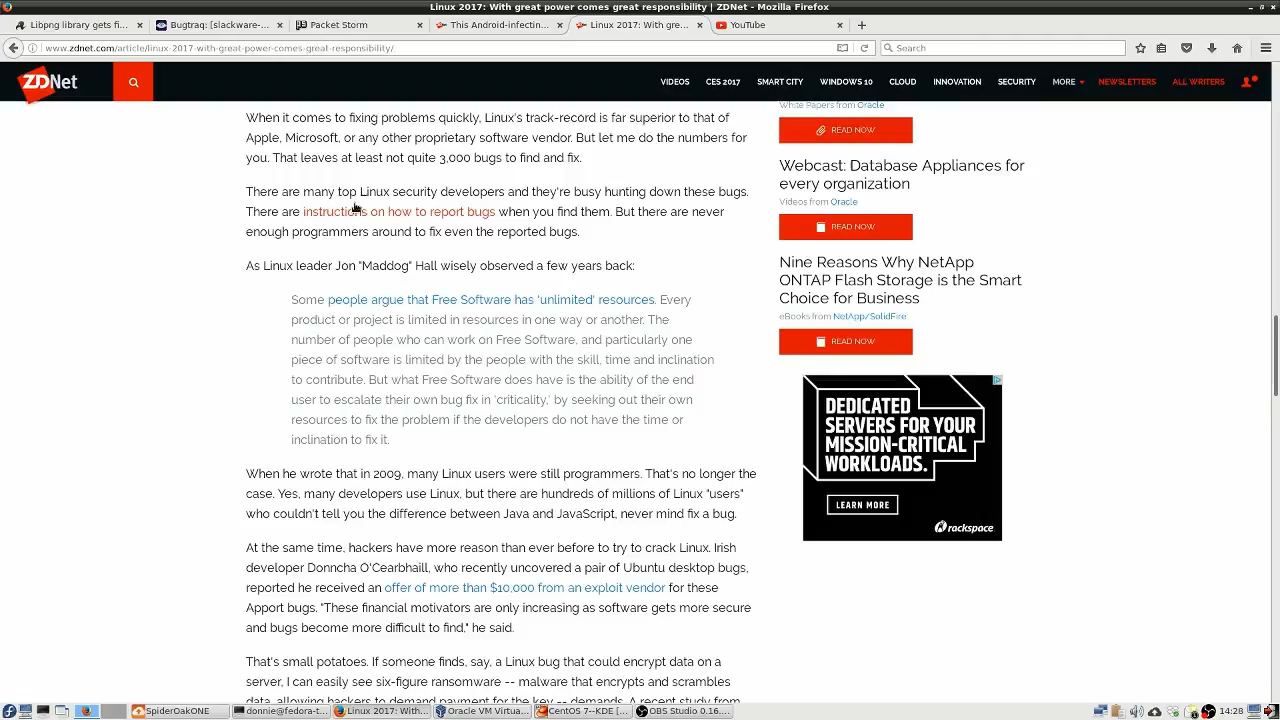 Linux 2017: With great power comes great responsibility | ZDNet - Mozilla Firefox
Libpng library gets fi... ×
Bugtraq: [slackware-... ×
Packet Storm ×
This Android-infectin... ×
Linux 2017: With gre... ×
YouTube ×
www.zdnet.com/article/linux-2017-with-great-power-comes-great-responsibility/
Search
ZDNet
VIDEOS CES 2017 SMART CITY WINDOWS 10 CLOUD INNOVATION SECURITY MORE NEWSLETTERS ALL WRITERS
When it comes to fixing problems quickly, Linux's track-record is far superior to that of
Apple, Microsoft, or any other proprietary software vendor. But let me do the numbers for
you. That leaves at least not quite 3,000 bugs to find and fix.
There are many top Linux security developers and they're busy hunting down these bugs.
There are instructions on how to report bugs when you find them. But there are never
enough programmers around to fix even the reported bugs.
As Linux leader Jon "Maddog" Hall wisely observed a few years back:
Some people argue that Free Software has 'unlimited' resources. Every
product or project is limited in resources in one way or another. The
number of people who can work on Free Software, and particularly one
piece of software is limited by the people with the skill, time and inclination
to contribute. But what Free Software does have is the ability of the end
user to escalate their own bug fix in 'criticality,' by seeking out their own
resources to fix the problem if the developers do not have the time or
inclination to fix it.
When he wrote that in 2009, many Linux users were still programmers. That's no longer the
case. Yes, many developers use Linux, but there are hundreds of millions of Linux "users"
who couldn't tell you the difference between Java and JavaScript, never mind fix a bug.
At the same time, hackers have more reason than ever before to try to crack Linux. Irish
developer Donncha O'Cearbhaill, who recently uncovered a pair of Ubuntu desktop bugs,
reported he received an offer of more than $10,000 from an exploit vendor for these
Apport bugs. "These financial motivators are only increasing as software gets more secure
and bugs become more difficult to find," he said.
That's small potatoes. If someone finds, say, a Linux bug that could encrypt data on a
server, I can easily see six-figure ransomware -- malware that encrypts and scrambles
data, allowing hackers to demand payment for the key -- demands. A recent study from
White Papers from Oracle
READ NOW
Webcast: Database Appliances for
every organization
Videos from Oracle
READ NOW
Nine Reasons Why NetApp
ONTAP Flash Storage is the Smart
Choice for Business
eBooks from NetApp/SolidFire
READ NOW
DEDICATED
SERVERS FOR YOUR
MISSION-CRITICAL
WORKLOADS.
LEARN MORE
rackspace
SpiderOakONE
donnie@fedora-t...
Linux 2017: With...
Oracle VM Virtua...
CentOS 7--KDE [...
OBS Studio 0.16....
14:28